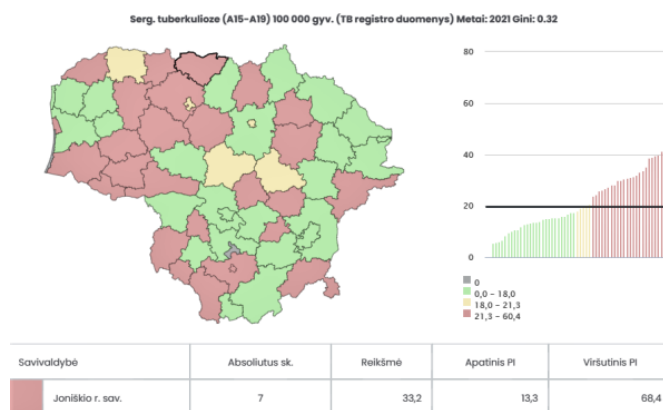 Serg. tuberkulioze (A15-A19) 100 000 gyv. (TB registro duomenys) Metai: 2021 Gini: 0.32
80
60
40
20
0
0
0,0 - 18,0
18,0 - 21,3
21,3 - 60,4
Savivaldybė Absoliutus sk. Reikšmė Apatinis PI Viršutinis PI
Joniškio r. sav. 7 33,2 13,3 68,4